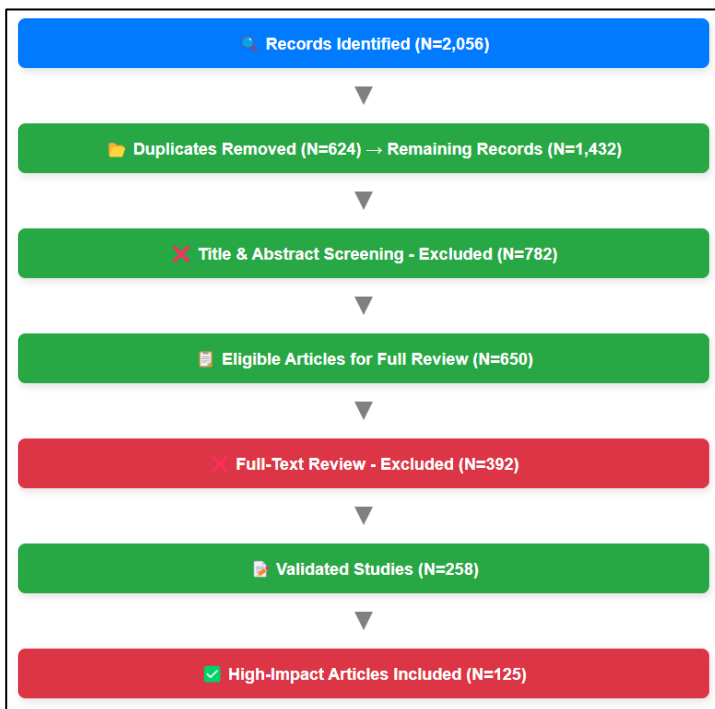 Records Identified (N=2,056)
Duplicates Removed (N=624) → Remaining Records (N=1,432)
Title & Abstract Screening - Excluded (N=782)
Eligible Articles for Full Review (N=650)
Full-Text Review - Excluded (N=392)
Validated Studies (N=258)
High-Impact Articles Included (N=125)